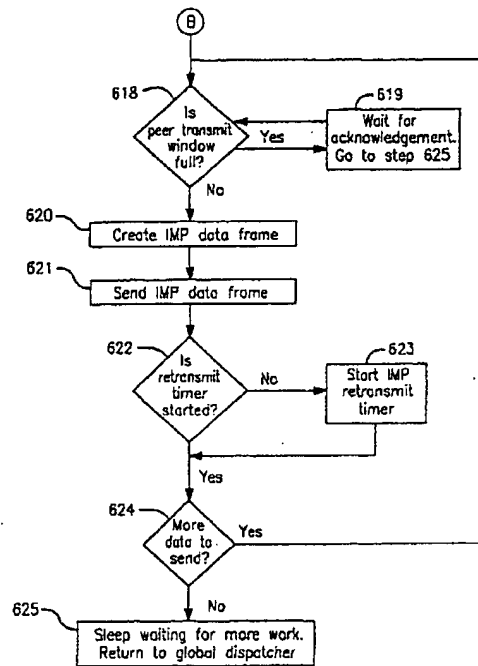 B
618
Is
peer transmit
window
full?
Yes
619
Wait for
acknowledgement.
Go to step 625
No
620
Create IMP data frame
621
Send IMP data frame
622
Is
retransmit
timer
started?
No
623
Start IMP
retransmit
timer
Yes
624
More
data to
send?
Yes
No
625
Sleep waiting for more work.
Return to global dispatcher